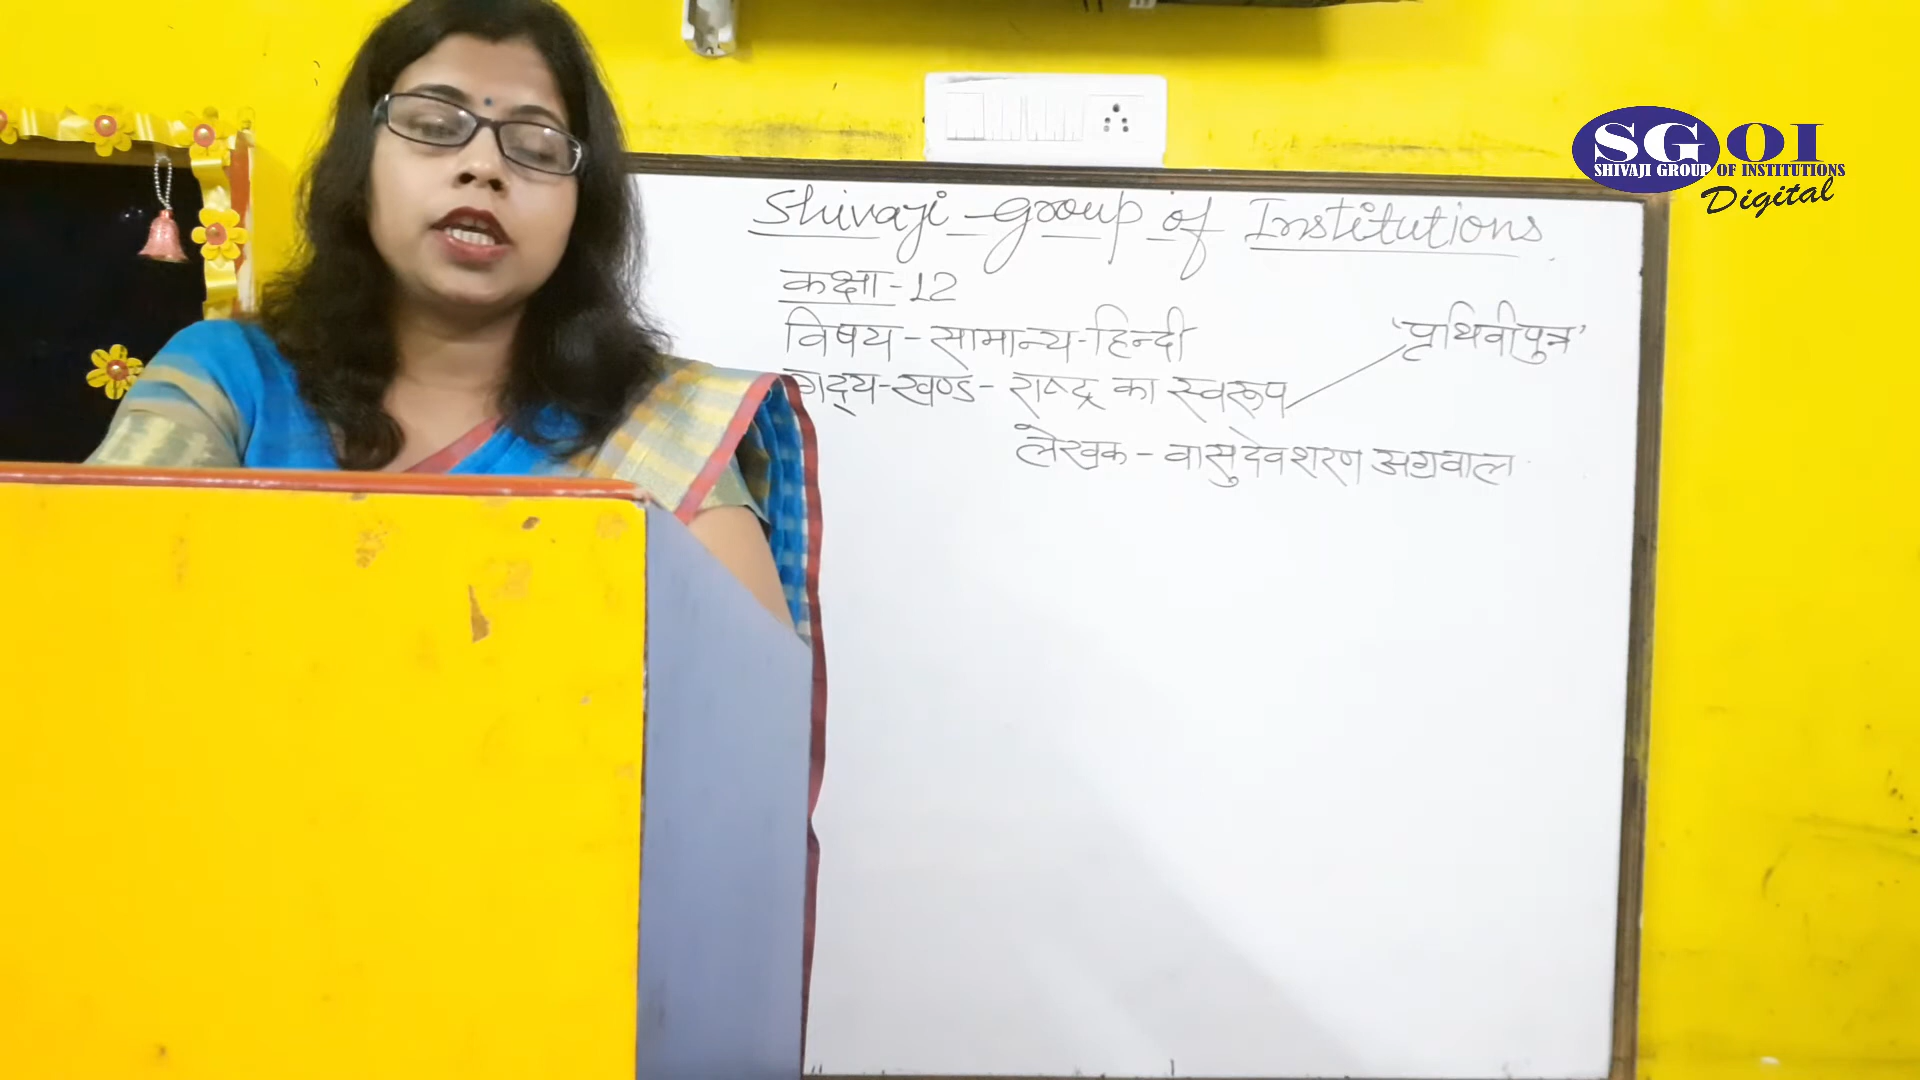 SGOI
SHIVAJI GROUP OF INSTITUTIONS
Digital
Shivaji Group of Institutions
कक्षा - 12
विषय - सामान्य - हिन्दी
'पृथिवीपुत्र'
गद्य-खण्ड - राष्ट्र का स्वरूप
लेखक - वासुदेवशरण अग्रवाल